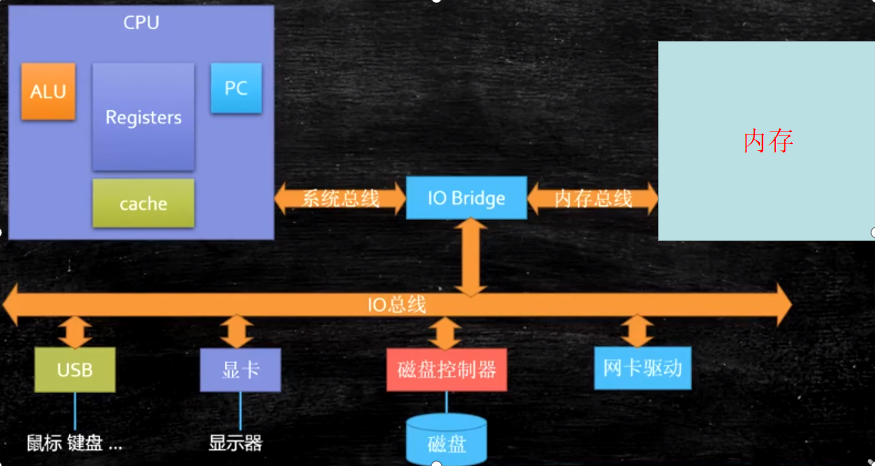 CPU
ALU
Registers
PC
cache
内存
系统总线
IO Bridge
内存总线
IO总线
USB
显卡
磁盘控制器
网卡驱动
鼠标 键盘 ...
显示器
磁盘